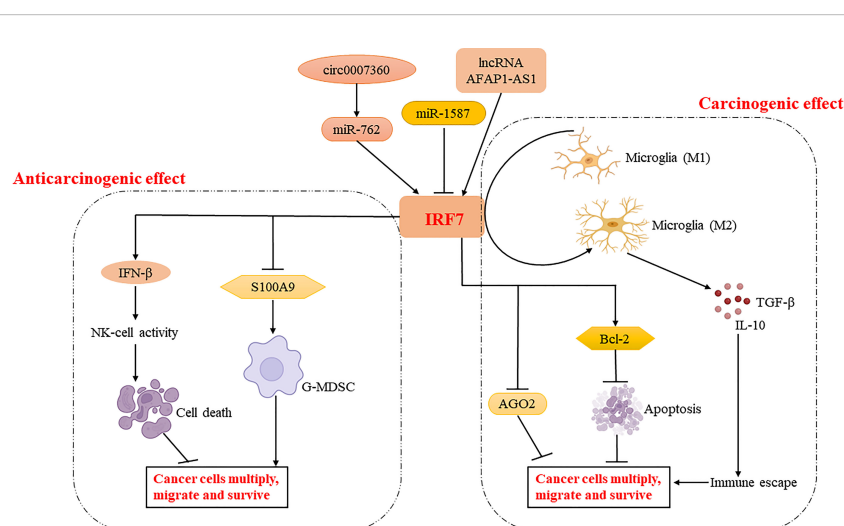 circ0007360
lncRNA
AFAP1-AS1
miR-762
miR-1587
Carcinogenic effect
Anticarcinogenic effect
IRF7
Microglia (M1)
Microglia (M2)
IFN-β
S100A9
NK-cell activity
G-MDSC
Cell death
Cancer cells multiply,
migrate and survive
TGF-β
IL-10
Bcl-2
AGO2
Apoptosis
Immune escape
Cancer cells multiply,
migrate and survive